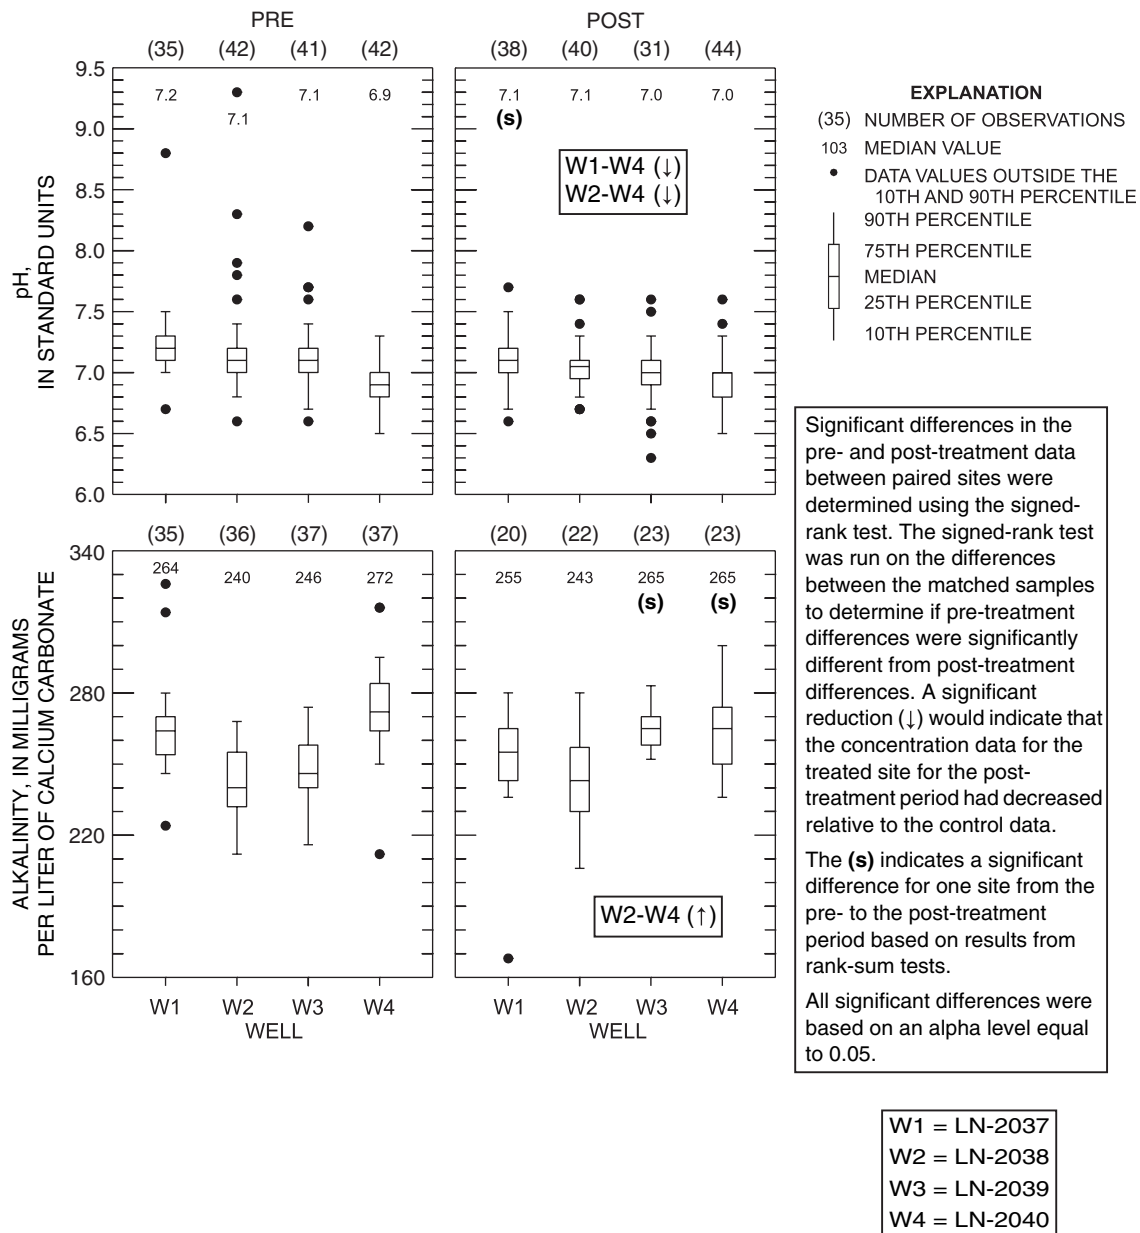 PRE
POST
(35) (42) (41) (42)
(38) (40) (31) (44)
pH,
IN STANDARD UNITS
9.5
9.0
8.5
8.0
7.5
7.0
6.5
6.0
7.2 7.1 7.1 6.9
7.1 7.1 7.0 7.0
(s)
W1-W4 (↓)
W2-W4 (↓)
EXPLANATION
(35) NUMBER OF OBSERVATIONS
103 MEDIAN VALUE
DATA VALUES OUTSIDE THE
10TH AND 90TH PERCENTILE
90TH PERCENTILE
75TH PERCENTILE
MEDIAN
25TH PERCENTILE
10TH PERCENTILE
(35) (36) (37) (37)
(20) (22) (23) (23)
ALKALINITY, IN MILLIGRAMS
PER LITER OF CALCIUM CARBONATE
340
280
220
160
264 240 246 272
255 243 265 265
(s) (s)
W2-W4 (↑)
W1 W2 W3 W4
WELL
W1 W2 W3 W4
WELL
Significant differences in the
pre- and post-treatment data
between paired sites were
determined using the signed-
rank test. The signed-rank test
was run on the differences
between the matched samples
to determine if pre-treatment
differences were significantly
different from post-treatment
differences. A significant
reduction (↓) would indicate that
the concentration data for the
treated site for the post-
treatment period had decreased
relative to the control data.
The (s) indicates a significant
difference for one site from the
pre- to the post-treatment
period based on results from
rank-sum tests.
All significant differences were
based on an alpha level equal
to 0.05.
W1 = LN-2037
W2 = LN-2038
W3 = LN-2039
W4 = LN-2040